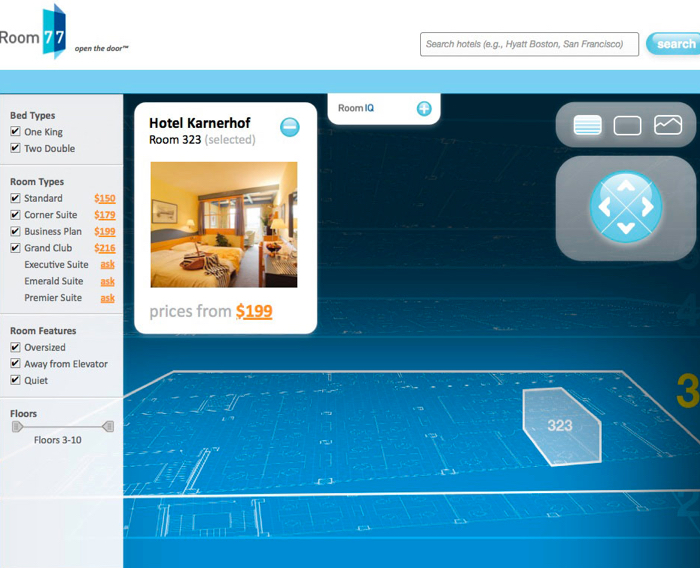 Room 77
open the door™
Search hotels (e.g., Hyatt Boston, San Francisco)
search
Bed Types
One King
Two Double
Room Types
Standard $150
Corner Suite $179
Business Plan $199
Grand Club $216
Executive Suite ask
Emerald Suite ask
Premier Suite ask
Room Features
Oversized
Away from Elevator
Quiet
Floors
Floors 3-10
Hotel Karnerhof
Room 323 (selected)
prices from $199
Room IQ
4
3
323
2